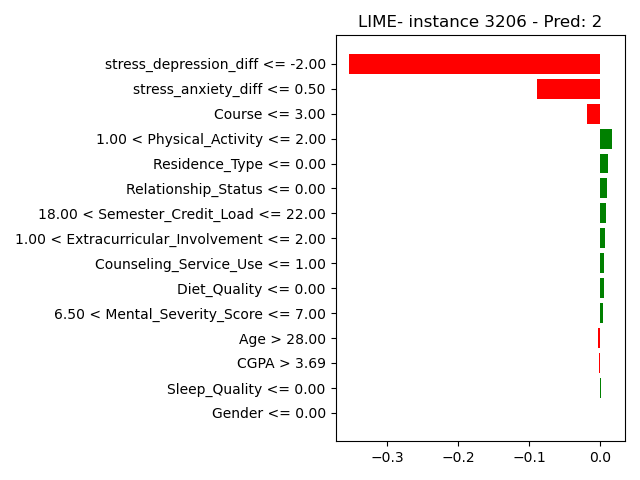 LIME- instance 3206 - Pred: 2
stress_depression_diff <= -2.00
stress_anxiety_diff <= 0.50
Course <= 3.00
1.00 < Physical_Activity <= 2.00
Residence_Type <= 0.00
Relationship_Status <= 0.00
18.00 < Semester_Credit_Load <= 22.00
1.00 < Extracurricular_Involvement <= 2.00
Counseling_Service_Use <= 1.00
Diet_Quality <= 0.00
6.50 < Mental_Severity_Score <= 7.00
Age > 28.00
CGPA > 3.69
Sleep_Quality <= 0.00
Gender <= 0.00
−0.3 −0.2 −0.1 0.0